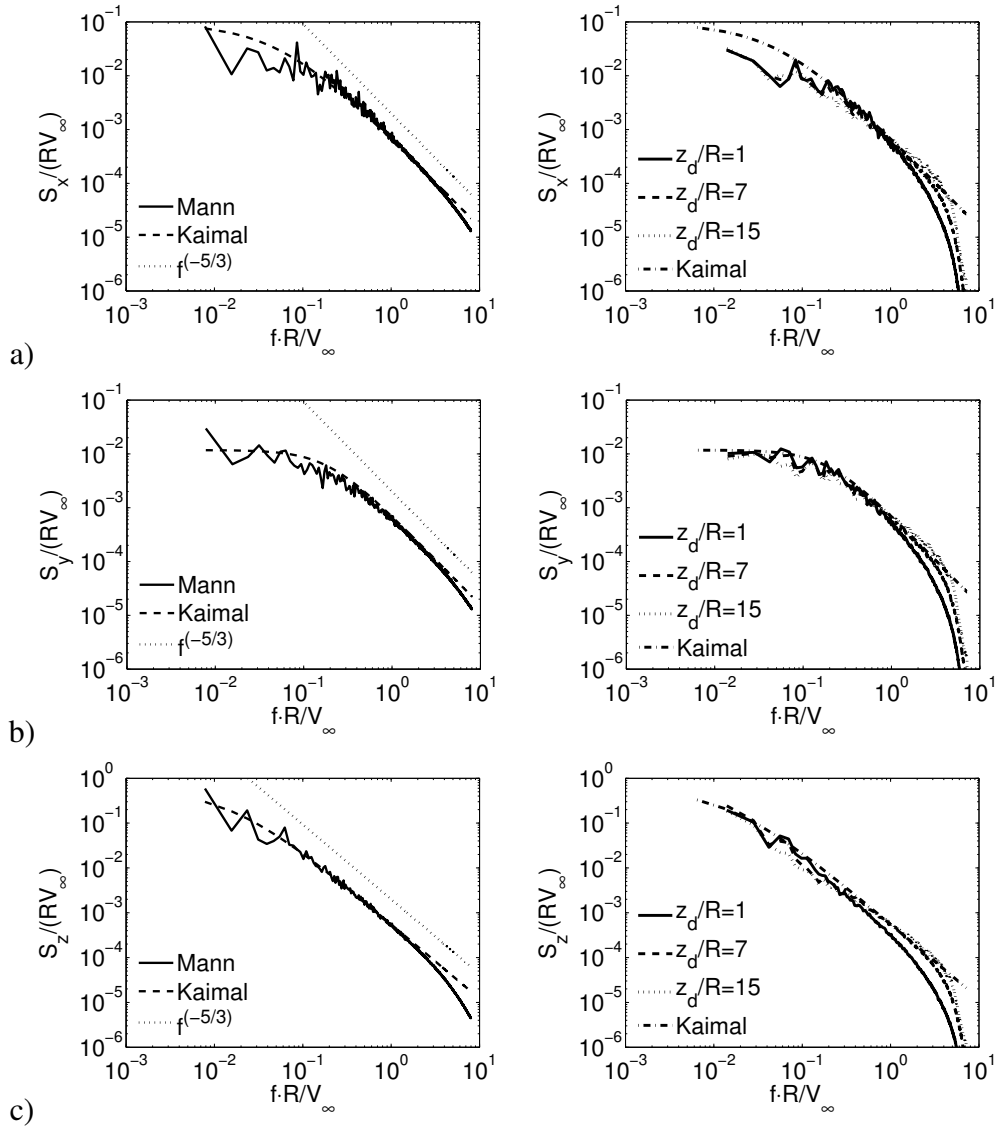 10^-1
10^-2
10^-3
10^-4
10^-5
10^-6
10^-3
10^-2
10^-1
10^0
10^1
S_x/(RV_∞)
f·R/V_∞
Mann
Kaimal
f^(-5/3)
10^-1
10^-2
10^-3
10^-4
10^-5
10^-6
10^-3
10^-2
10^-1
10^0
10^1
S_x/(RV_∞)
f·R/V_∞
z_d/R=1
z_d/R=7
z_d/R=15
Kaimal
a)
10^-1
10^-2
10^-3
10^-4
10^-5
10^-6
10^-3
10^-2
10^-1
10^0
10^1
S_y/(RV_∞)
f·R/V_∞
Mann
Kaimal
f^(-5/3)
10^-1
10^-2
10^-3
10^-4
10^-5
10^-6
10^-3
10^-2
10^-1
10^0
10^1
S_y/(RV_∞)
f·R/V_∞
z_d/R=1
z_d/R=7
z_d/R=15
Kaimal
b)
10^0
10^-1
10^-2
10^-3
10^-4
10^-5
10^-6
10^-3
10^-2
10^-1
10^0
10^1
S_z/(RV_∞)
f·R/V_∞
Mann
Kaimal
f^(-5/3)
10^0
10^-1
10^-2
10^-3
10^-4
10^-5
10^-6
10^-3
10^-2
10^-1
10^0
10^1
S_z/(RV_∞)
f·R/V_∞
z_d/R=1
z_d/R=7
z_d/R=15
Kaimal
c)